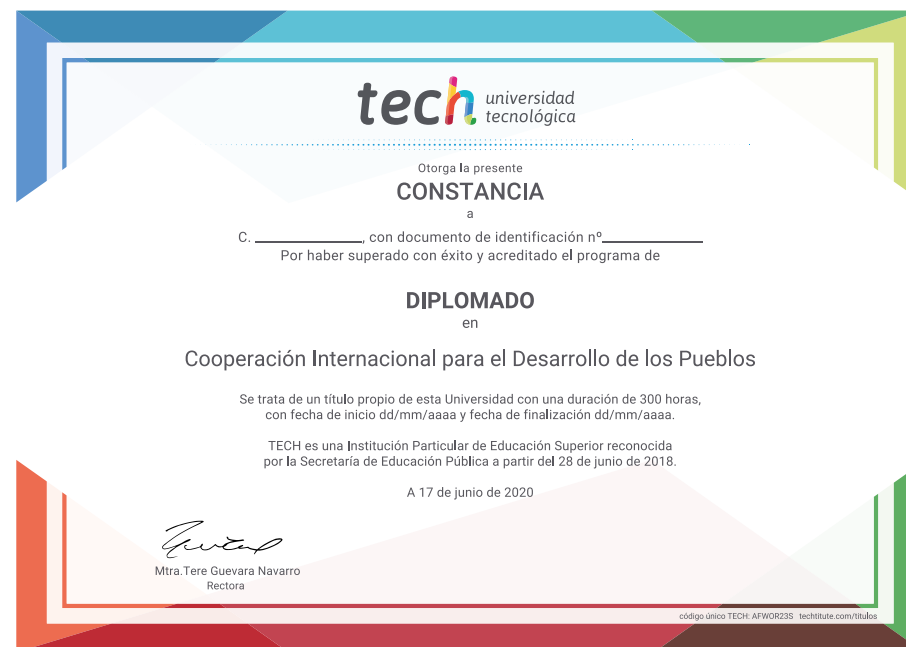 tech universidad
tecnológica
Otorga la presente
CONSTANCIA
a
C. ____________, con documento de identificación nº____________
Por haber superado con éxito y acreditado el programa de
DIPLOMADO
en
Cooperación Internacional para el Desarrollo de los Pueblos
Se trata de un título propio de esta Universidad con una duración de 300 horas,
con fecha de inicio dd/mm/aaaa y fecha de finalización dd/mm/aaaa.
TECH es una Institución Particular de Educación Superior reconocida
por la Secretaría de Educación Pública a partir del 28 de junio de 2018.
A 17 de junio de 2020
Mtra.Tere Guevara Navarro
Rectora
código único TECH: AFWOR23S techtitute.com/titulos